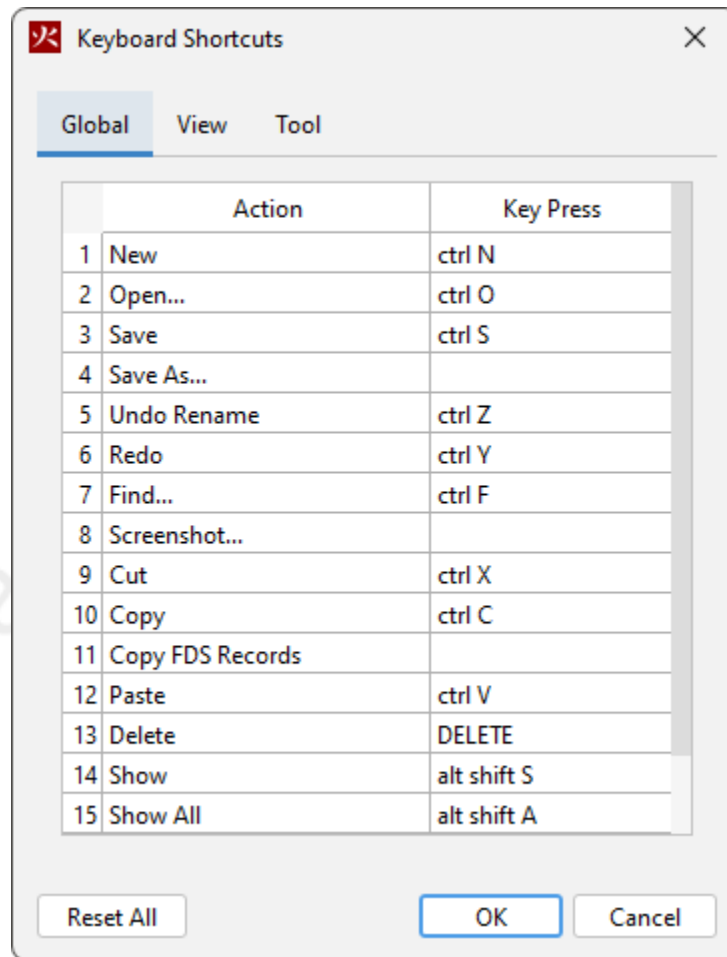 火 Keyboard Shortcuts
Global View Tool
Action Key Press
1 New ctrl N
2 Open... ctrl O
3 Save ctrl S
4 Save As...
5 Undo Rename ctrl Z
6 Redo ctrl Y
7 Find... ctrl F
8 Screenshot...
9 Cut ctrl X
10 Copy ctrl C
11 Copy FDS Records
12 Paste ctrl V
13 Delete DELETE
14 Show alt shift S
15 Show All alt shift A
Reset All OK Cancel